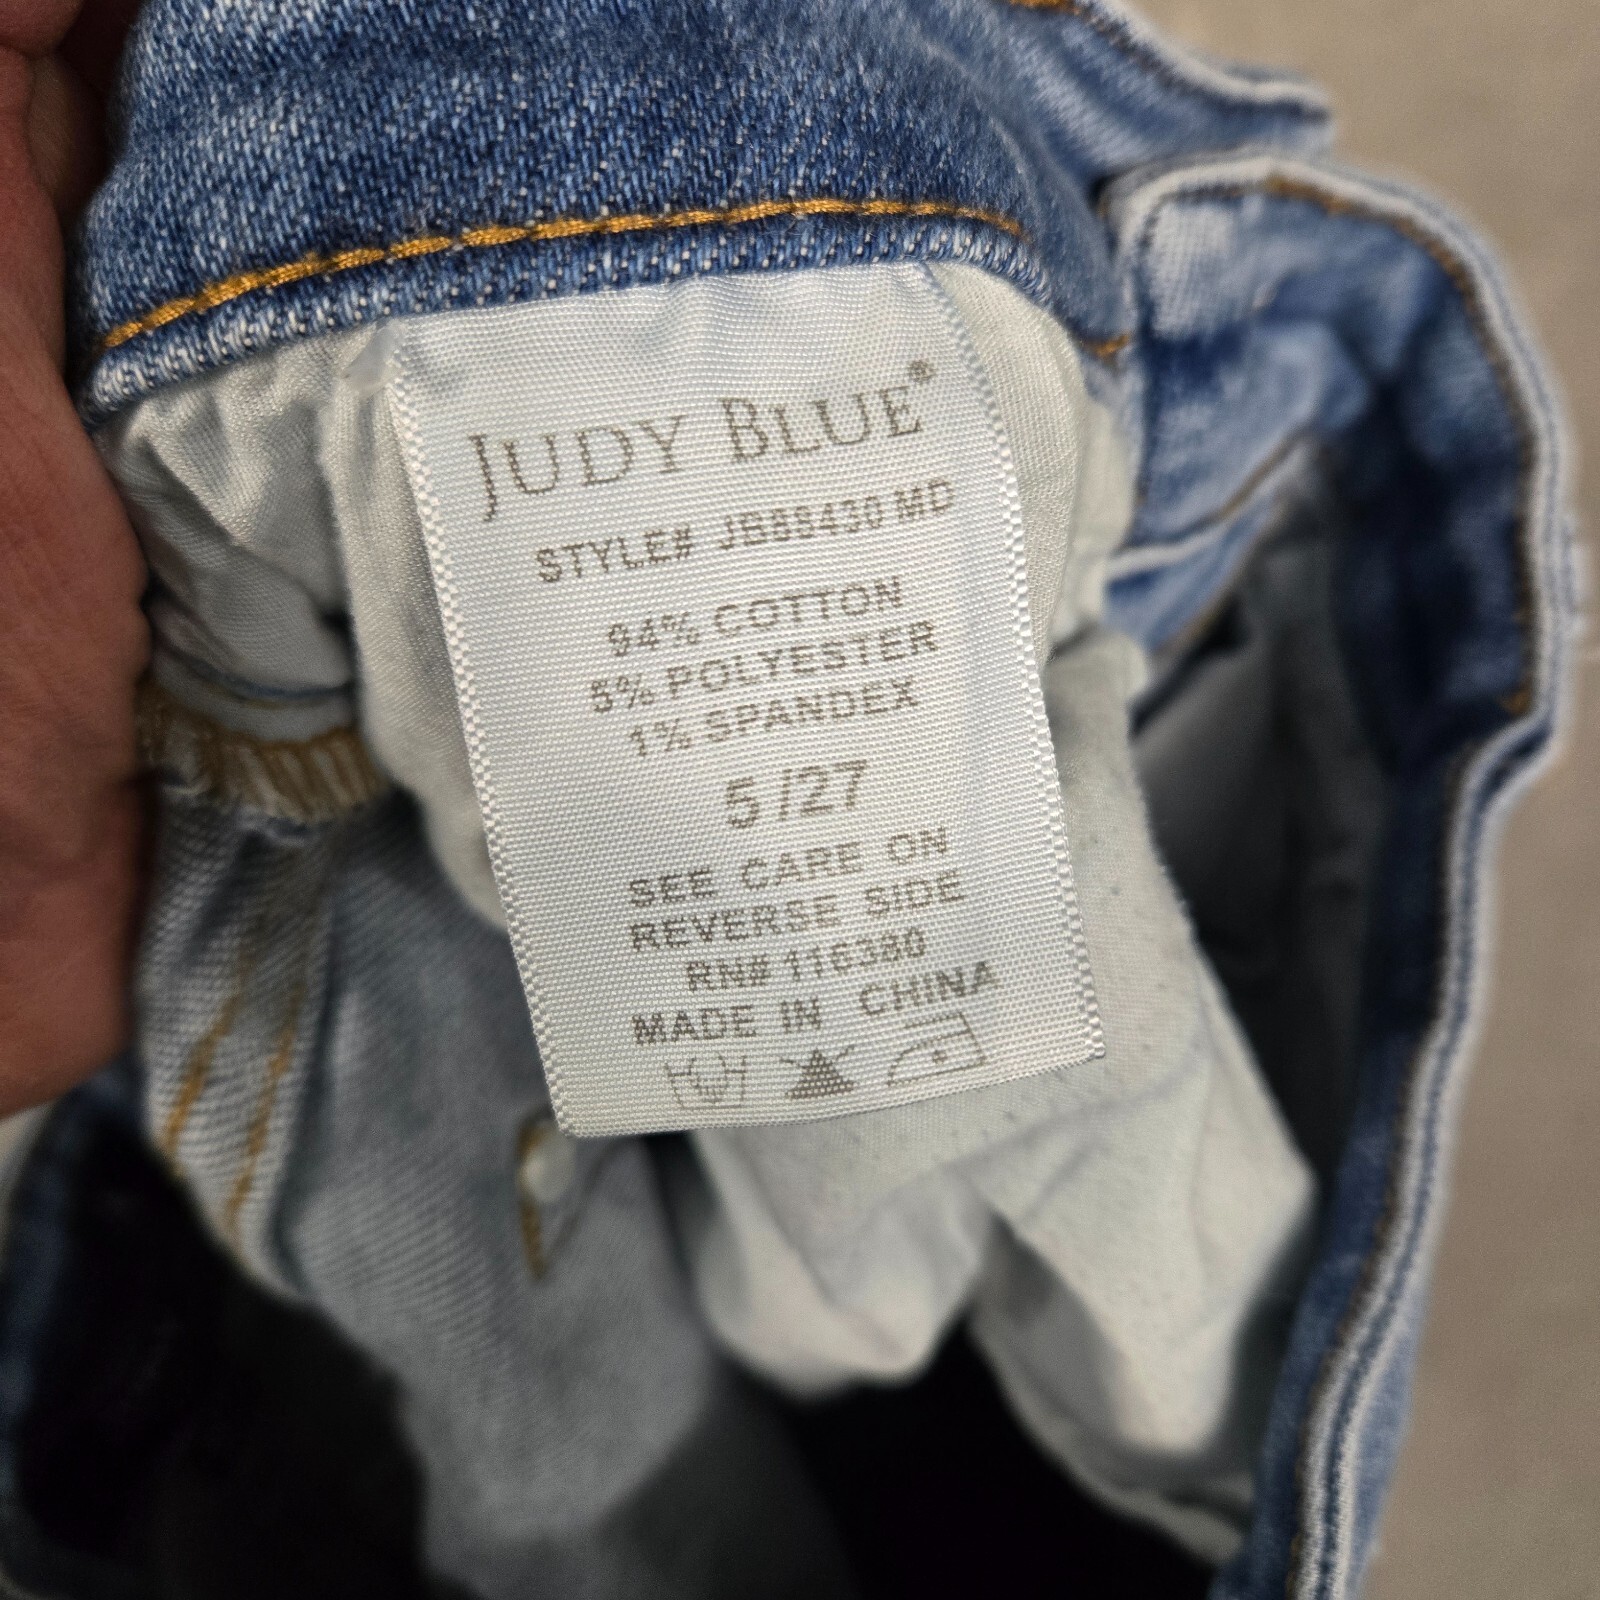 JUDY BLUE®
STYLE# JB88430 MD
94% COTTON
5% POLYESTER
1% SPANDEX
5/27
SEE CARE ON
REVERSE SIDE
RN# 116380
MADE IN CHINA